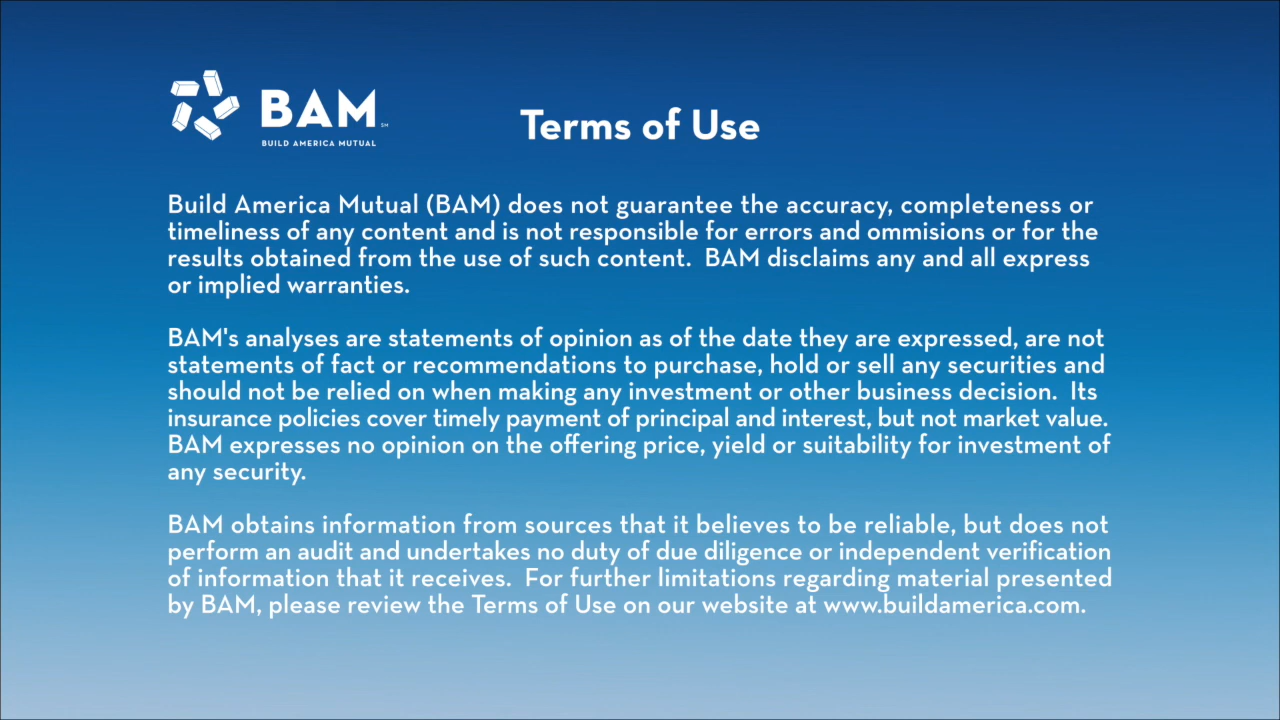 BAM
SM
BUILD AMERICA MUTUAL
Terms of Use
Build America Mutual (BAM) does not guarantee the accuracy, completeness or
timeliness of any content and is not responsible for errors and ommisions or for the
results obtained from the use of such content.  BAM disclaims any and all express
or implied warranties.
BAM's analyses are statements of opinion as of the date they are expressed, are not
statements of fact or recommendations to purchase, hold or sell any securities and
should not be relied on when making any investment or other business decision.  Its
insurance policies cover timely payment of principal and interest, but not market value.
BAM expresses no opinion on the offering price, yield or suitability for investment of
any security.
BAM obtains information from sources that it believes to be reliable, but does not
perform an audit and undertakes no duty of due diligence or independent verification
of information that it receives.  For further limitations regarding material presented
by BAM, please review the Terms of Use on our website at www.buildamerica.com.